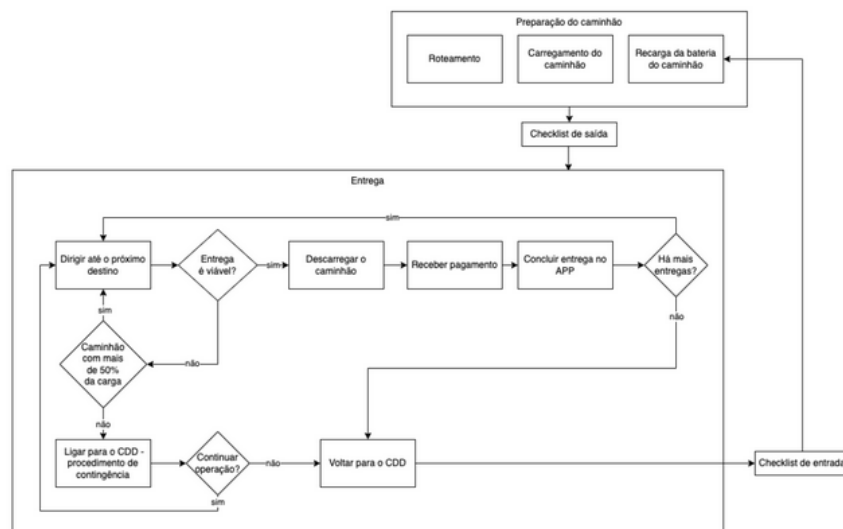 Preparação do caminhão
Roteamento
Carregamento do
caminhão
Recarga da bateria
do caminhão
Checklist de saída
Entrega
sim
Dirigir até o próximo
destino
Entrega
é viável?
sim
Descarregar o
caminhão
Receber pagamento
Concluir entrega no
APP
Há mais
entregas?
sim
não
Caminhão
com mais
de 50%
da carga
não
não
Ligar para o CDD -
procedimento de
contingência
Continuar
operação?
não
Voltar para o CDD
Checklist de entrada
sim